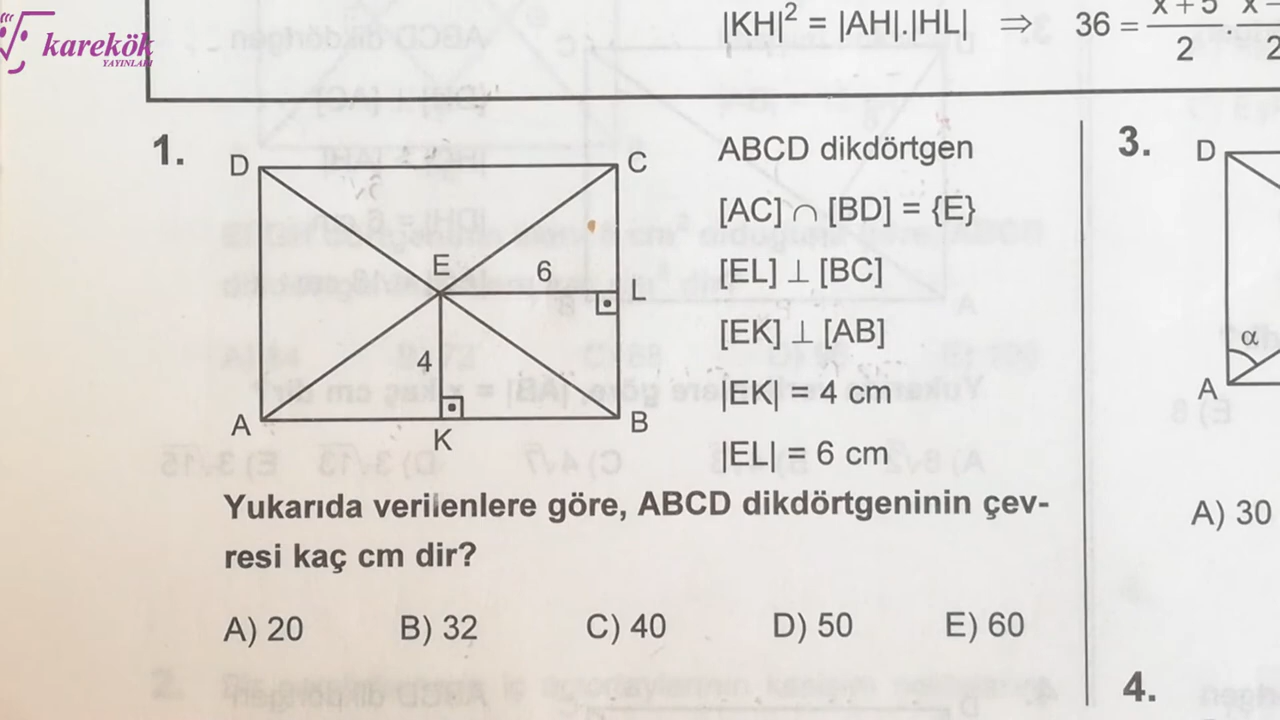 karekök
YAYINLARI
|KH|² = |AH|.|HL| ⇒ 36 = x + 5 / 2 . x –
1.
D C
E 6 L
4
A K B
ABCD dikdörtgen
[AC] ∩ [BD] = {E}
[EL] ⊥ [BC]
[EK] ⊥ [AB]
|EK| = 4 cm
|EL| = 6 cm
Yukarıda verilenlere göre, ABCD dikdörtgeninin çev-
resi kaç cm dir?
A) 20 B) 32 C) 40 D) 50 E) 60
3.
D
α
A
A) 30
4.